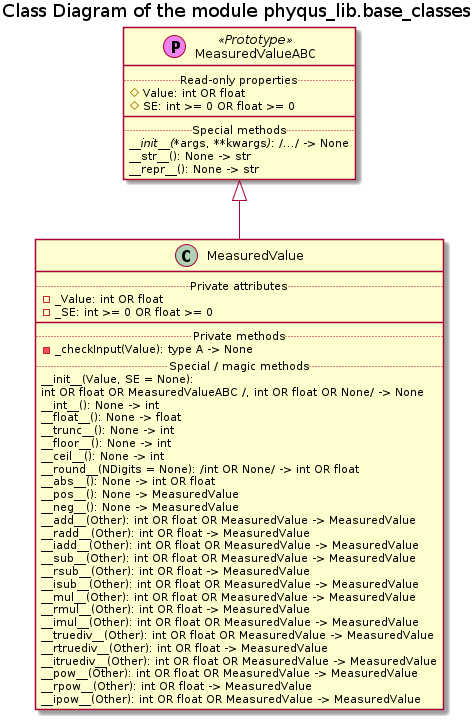 Class Diagram of the module phyqus_lib.base_classes
P
«Prototype»
MeasuredValueABC
Read-only properties
Value: int OR float
SE: int >= 0 OR float >= 0
Special methods
__init__(*args, **kwargs): /.../ -> None
__str__(): None -> str
__repr__(): None -> str
C
MeasuredValue
Private attributes
_Value: int OR float
_SE: int >= 0 OR float >= 0
Private methods
_checkInput(Value): type A -> None
Special / magic methods
__init__(Value, SE = None):
int OR float OR MeasuredValueABC /, int OR float OR None/ -> None
__int__(): None -> int
__float__(): None -> float
__trunc__(): None -> int
__floor__(): None -> int
__ceil__(): None -> int
__round__(NDigits = None): /int OR None/ -> int OR float
__abs__(): None -> int OR float
__pos__(): None -> MeasuredValue
__neg__(): None -> MeasuredValue
__add__(Other): int OR float OR MeasuredValue -> MeasuredValue
__radd__(Other): int OR float -> MeasuredValue
__iadd__(Other): int OR float OR MeasuredValue -> MeasuredValue
__sub__(Other): int OR float OR MeasuredValue -> MeasuredValue
__rsub__(Other): int OR float -> MeasuredValue
__isub__(Other): int OR float OR MeasuredValue -> MeasuredValue
__mul__(Other): int OR float OR MeasuredValue -> MeasuredValue
__rmul__(Other): int OR float -> MeasuredValue
__imul__(Other): int OR float OR MeasuredValue -> MeasuredValue
__truediv__(Other): int OR float OR MeasuredValue -> MeasuredValue
__rtruediv__(Other): int OR float -> MeasuredValue
__itruediv__(Other): int OR float OR MeasuredValue -> MeasuredValue
__pow__(Other): int OR float OR MeasuredValue -> MeasuredValue
__rpow__(Other): int OR float -> MeasuredValue
__ipow__(Other): int OR float OR MeasuredValue -> MeasuredValue